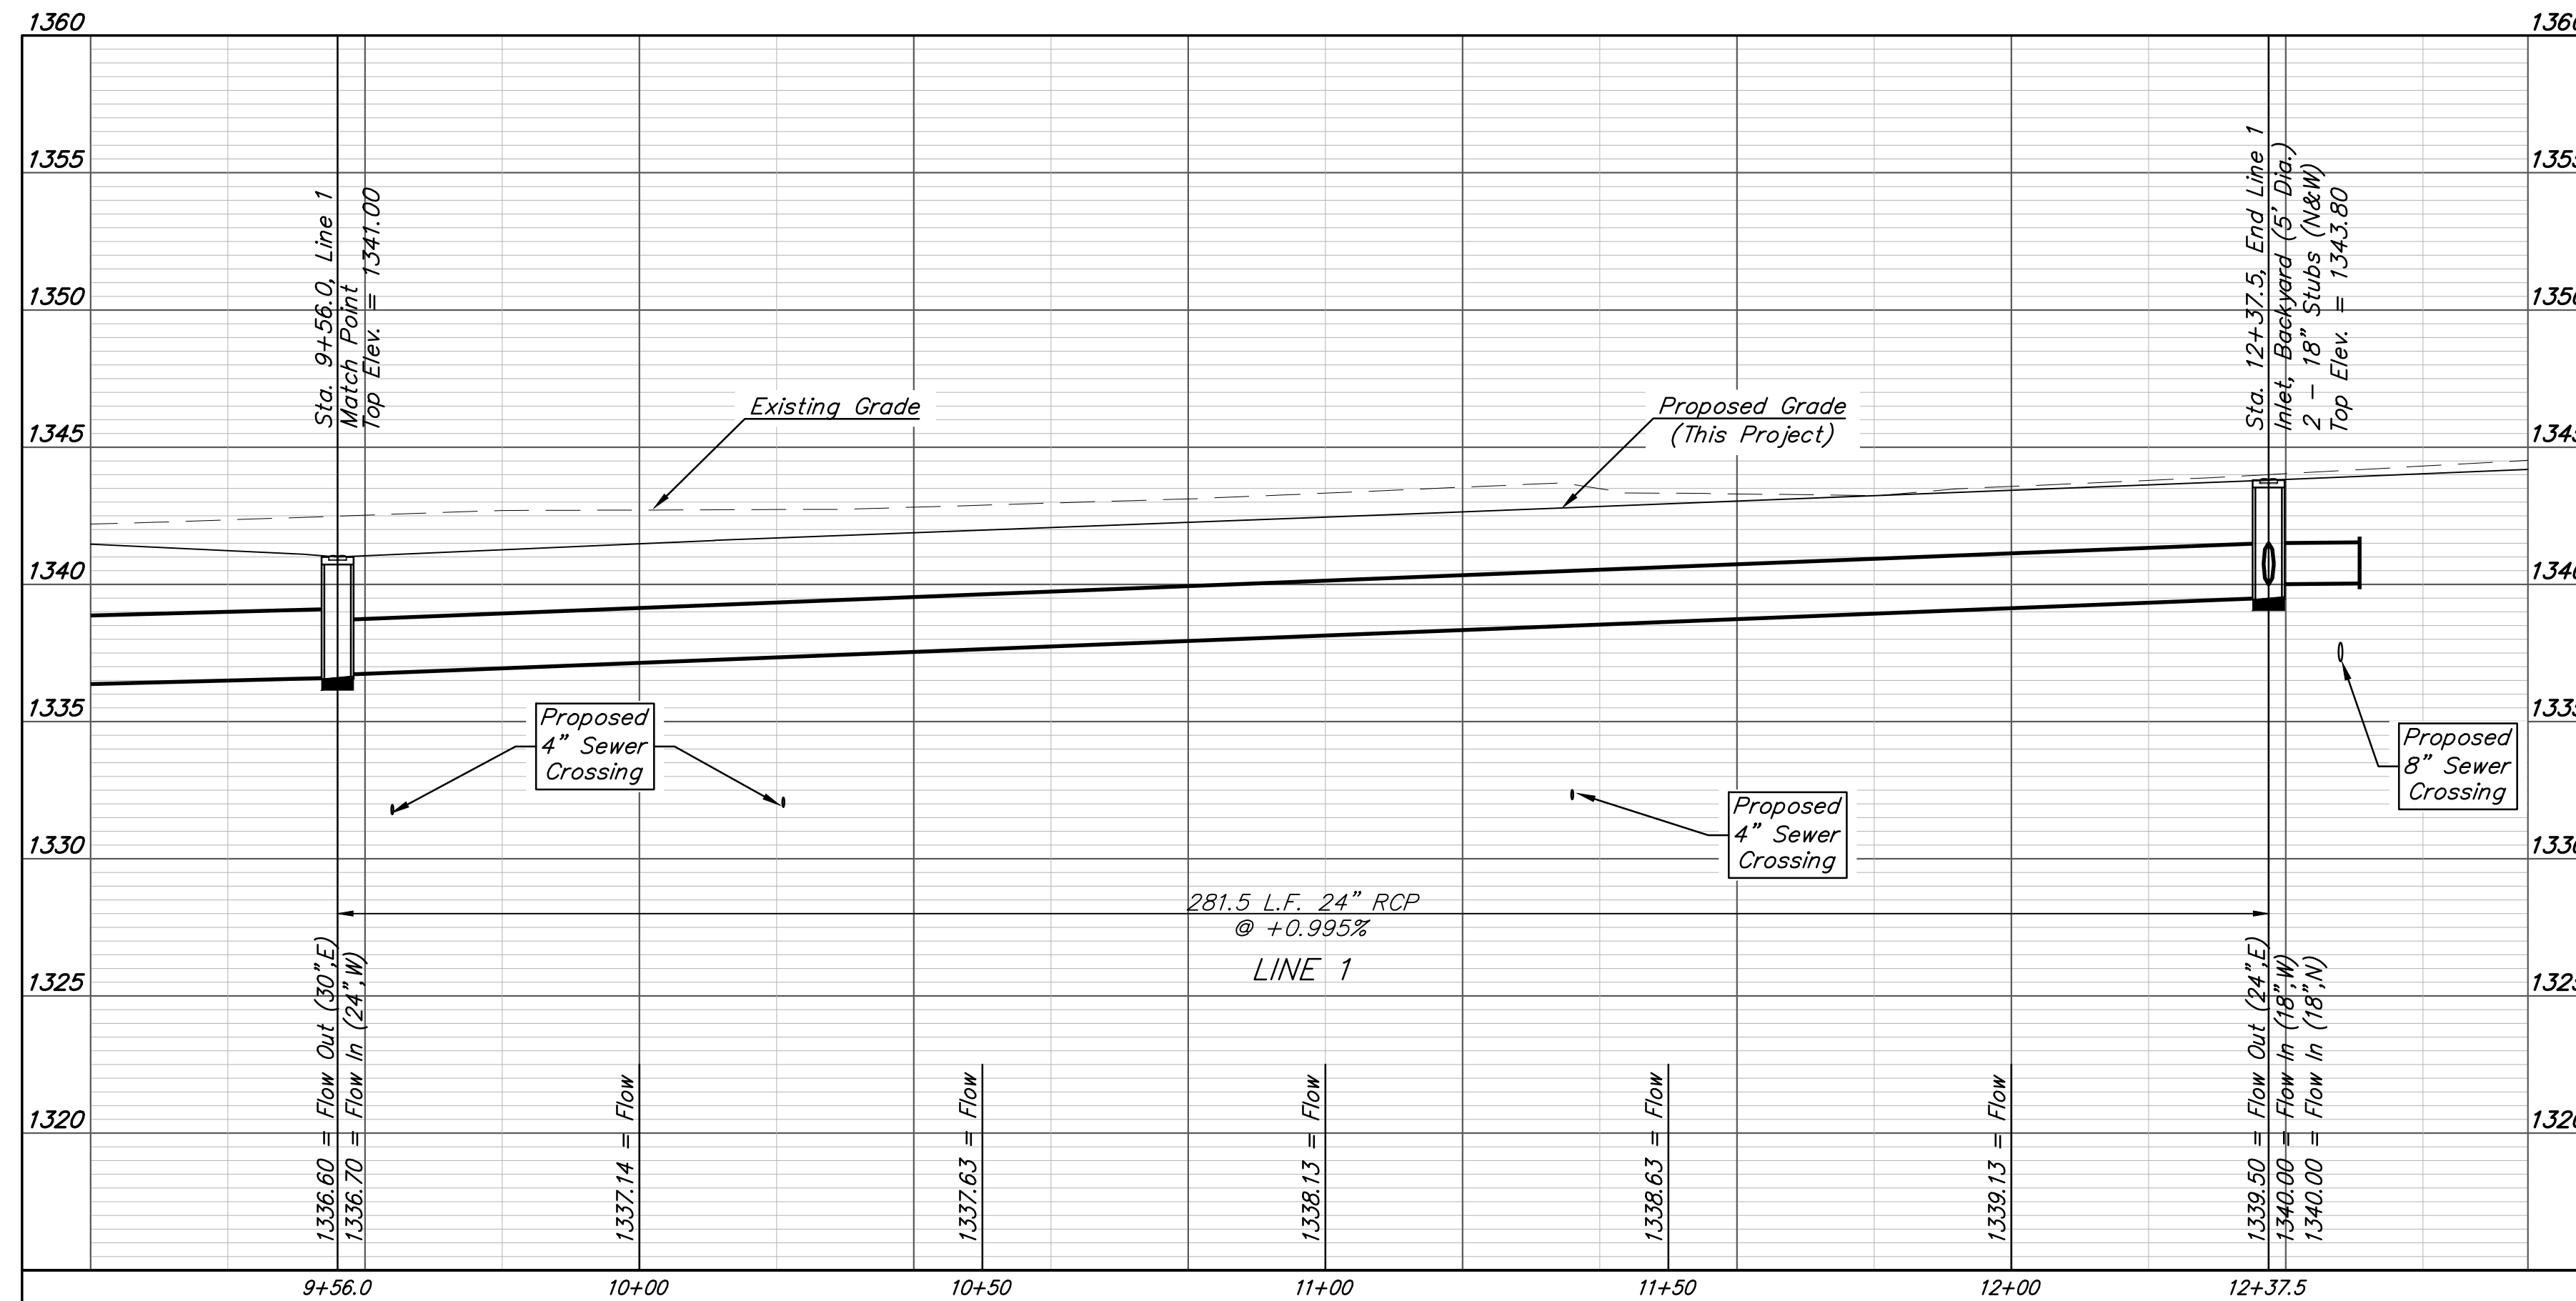 1360
1355
1350
1345
1340
1335
1330
1325
1320
Sta. 9+56.0, Line 1
Match Point
Top Elev. = 1341.00
Existing Grade
Proposed Grade
(This Project)
Sta. 12+37.5, End Line 1
Inlet, Backyard (5' Dia.)
2 - 18" Stubs (N&W)
Top Elev. = 1343.80
Proposed
4" Sewer
Crossing
Proposed
4" Sewer
Crossing
Proposed
8" Sewer
Crossing
281.5 L.F. 24" RCP
@ +0.995%
LINE 1
1336.60 = Flow Out (30",E)
1336.70 = Flow In (24",W)
1337.14 = Flow
1337.63 = Flow
1338.13 = Flow
1338.63 = Flow
1339.13 = Flow
1339.50 = Flow Out (24",E)
1340.00 = Flow In (18",W)
1340.00 = Flow In (18",N)
9+56.0
10+00
10+50
11+00
11+50
12+00
12+37.5